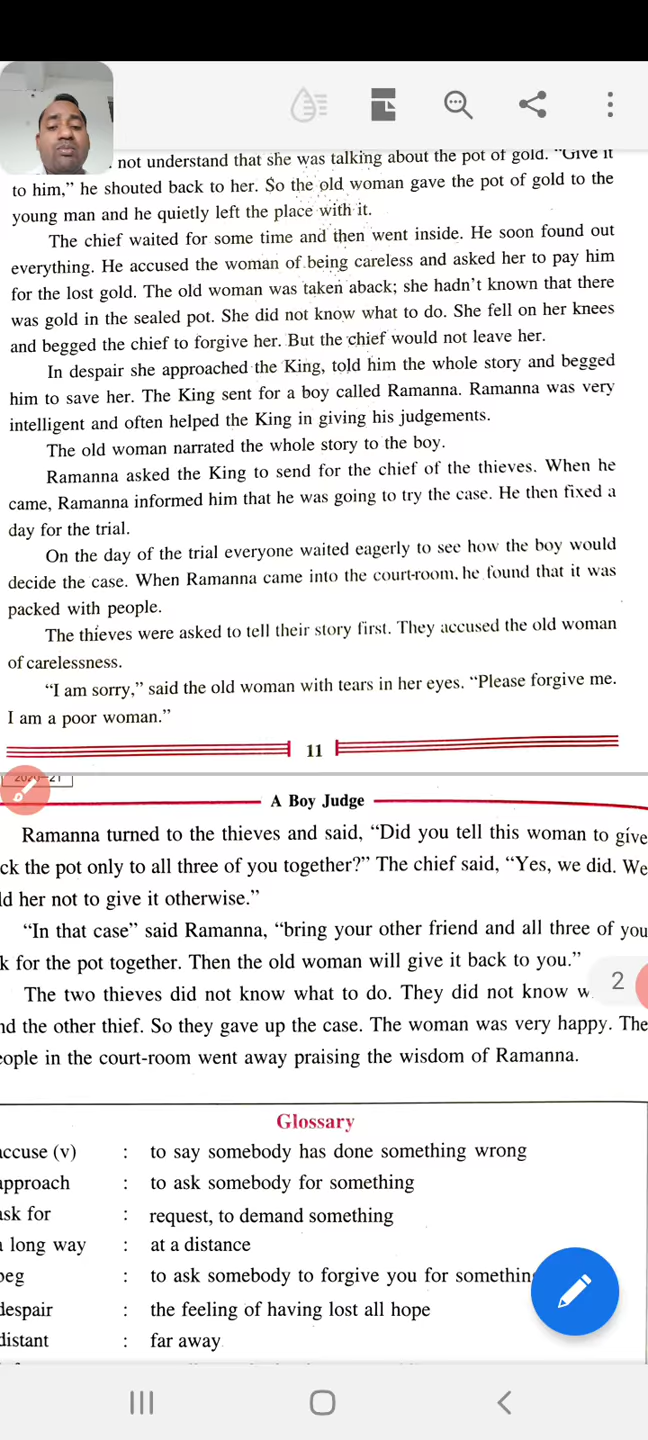 not understand that she was talking about the pot of gold. "Give it
to him," he shouted back to her. So the old woman gave the pot of gold to the
young man and he quietly left the place with it.
The chief waited for some time and then went inside. He soon found out
everything. He accused the woman of being careless and asked her to pay him
for the lost gold. The old woman was taken aback; she hadn't known that there
was gold in the sealed pot. She did not know what to do. She fell on her knees
and begged the chief to forgive her. But the chief would not leave her.
In despair she approached the King, told him the whole story and begged
him to save her. The King sent for a boy called Ramanna. Ramanna was very
intelligent and often helped the King in giving his judgements.
The old woman narrated the whole story to the boy.
Ramanna asked the King to send for the chief of the thieves. When he
came, Ramanna informed him that he was going to try the case. He then fixed a
day for the trial.
On the day of the trial everyone waited eagerly to see how the boy would
decide the case. When Ramanna came into the court-room, he found that it was
packed with people.
The thieves were asked to tell their story first. They accused the old woman
of carelessness.
"I am sorry," said the old woman with tears in her eyes. "Please forgive me.
I am a poor woman."
11
2020-21
A Boy Judge
Ramanna turned to the thieves and said, "Did you tell this woman to give
ck the pot only to all three of you together?" The chief said, "Yes, we did. We
ld her not to give it otherwise."
"In that case" said Ramanna, "bring your other friend and all three of you
k for the pot together. Then the old woman will give it back to you."
2
The two thieves did not know what to do. They did not know w
nd the other thief. So they gave up the case. The woman was very happy. The
eople in the court-room went away praising the wisdom of Ramanna.
Glossary
accuse (v) : to say somebody has done something wrong
approach : to ask somebody for something
ask for : request, to demand something
a long way : at a distance
beg : to ask somebody to forgive you for somethin
despair : the feeling of having lost all hope
distant : far away